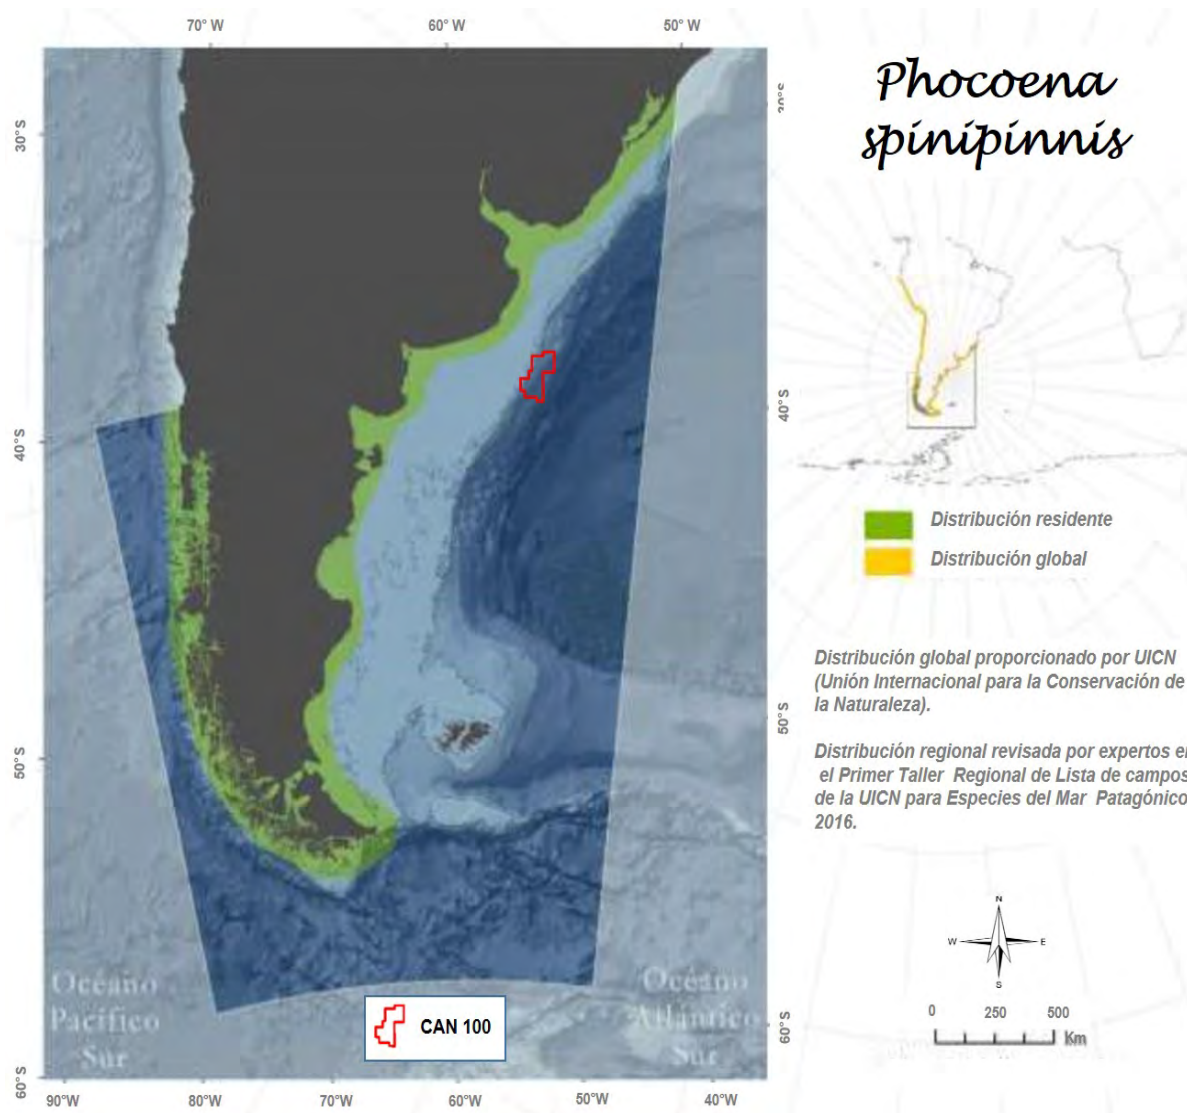 70° W
60° W
50° W
Phocoena
spinipinnis
30°S
30°S
40°S
40°S
Distribución residente
Distribución global
Distribución global proporcionado por UICN
(Unión Internacional para la Conservación de
la Naturaleza).
Distribución regional revisada por expertos en
el Primer Taller Regional de Lista de campos
de la UICN para Especies del Mar Patagónico
2016.
50°S
50°S
N
W
E
S
Océano
Pacífico
Sur
CAN 100
Océano
Atlántico
Sur
0
250
500
Km
60°S
60°S
90°W
80°W
70°W
60°W
50°W
40°W